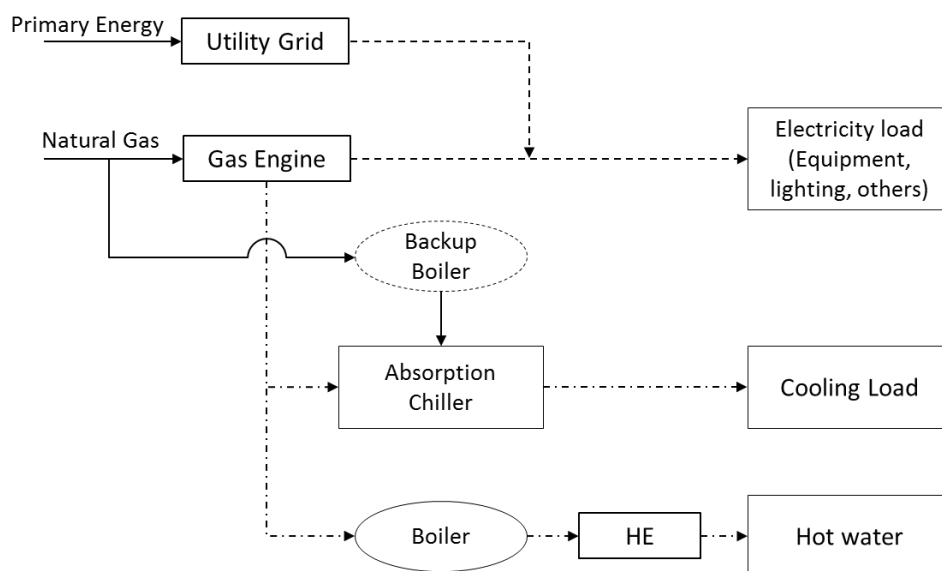 Primary Energy
Utility Grid
Natural Gas
Gas Engine
Electricity load
(Equipment,
lighting, others)
Backup
Boiler
Absorption
Chiller
Cooling Load
Boiler
HE
Hot water